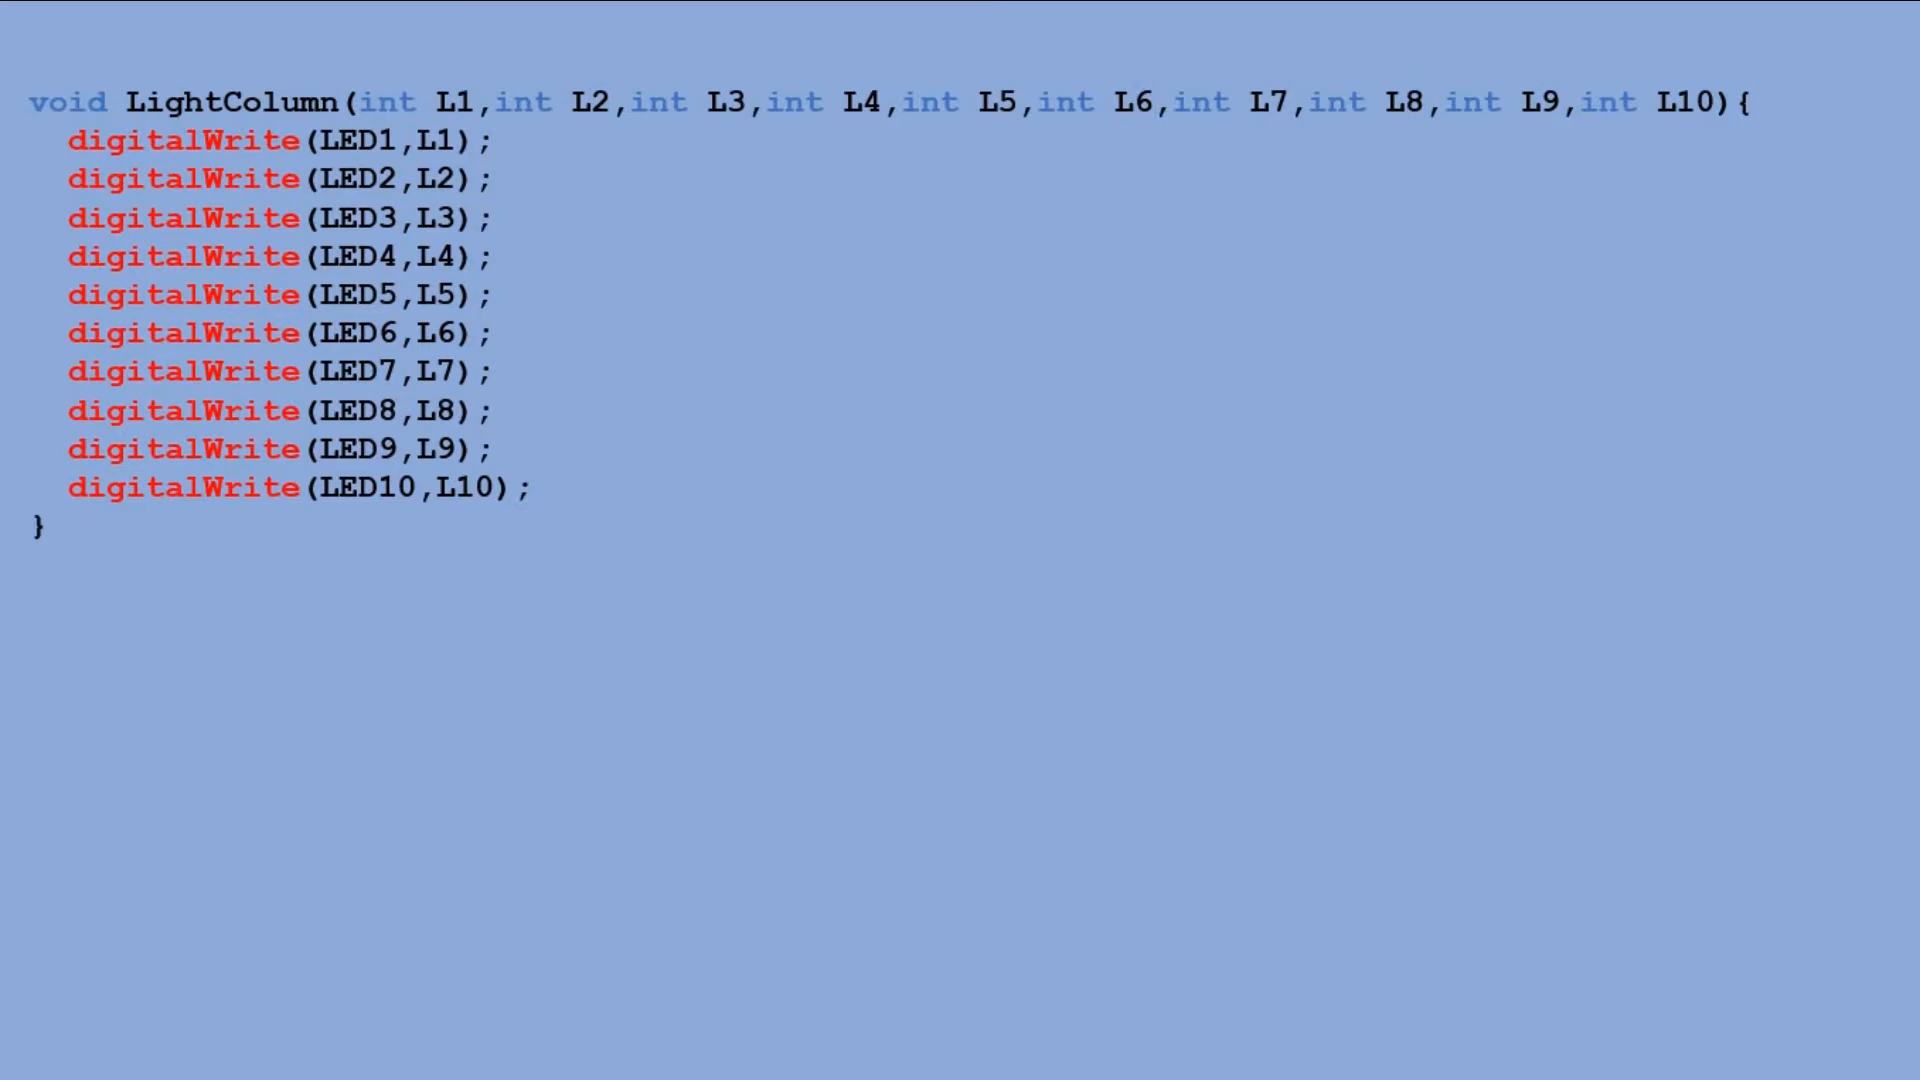 void LightColumn(int L1,int L2,int L3,int L4,int L5,int L6,int L7,int L8,int L9,int L10){
  digitalWrite(LED1,L1);
  digitalWrite(LED2,L2);
  digitalWrite(LED3,L3);
  digitalWrite(LED4,L4);
  digitalWrite(LED5,L5);
  digitalWrite(LED6,L6);
  digitalWrite(LED7,L7);
  digitalWrite(LED8,L8);
  digitalWrite(LED9,L9);
  digitalWrite(LED10,L10);
}